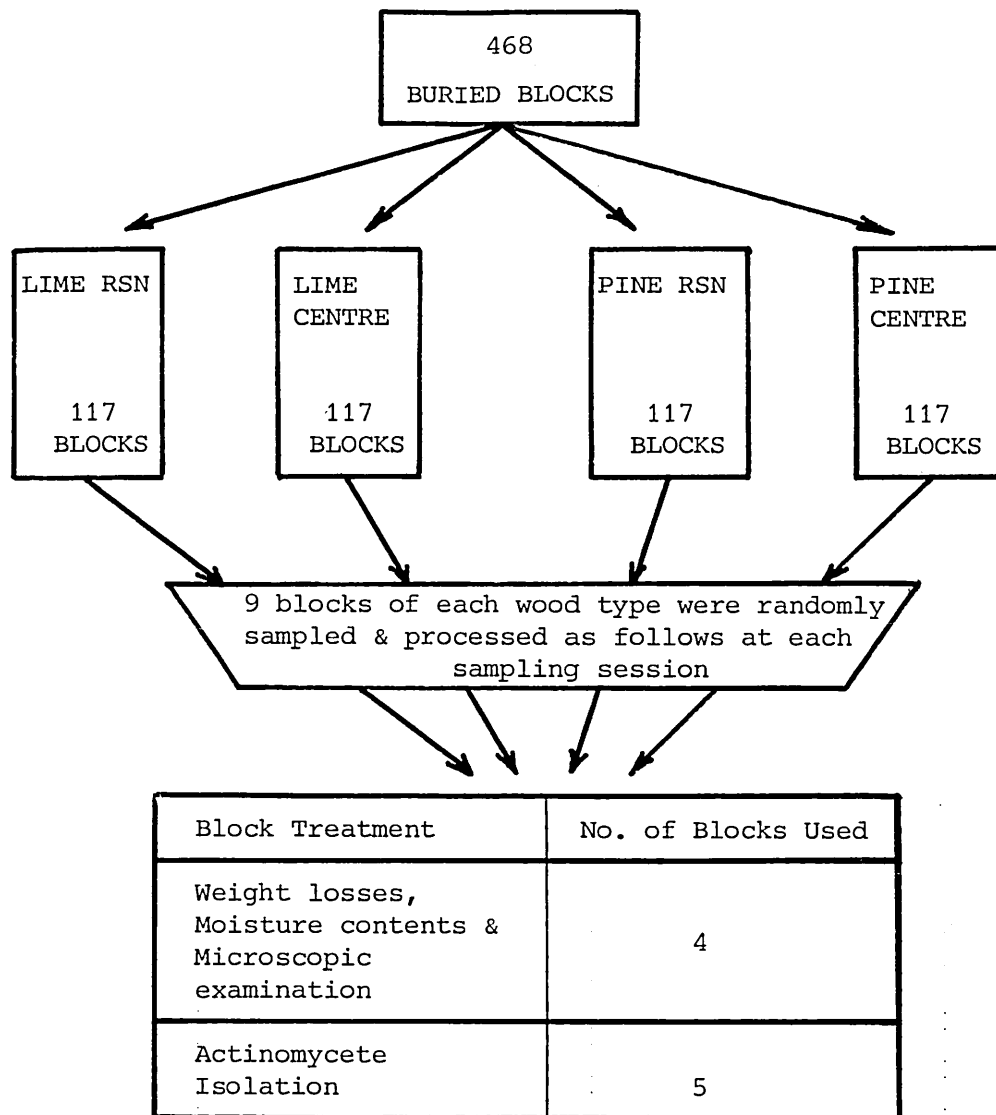 468
BURIED BLOCKS
LIME RSN
117
BLOCKS
LIME
CENTRE
117
BLOCKS
PINE RSN
117
BLOCKS
PINE
CENTRE
117
BLOCKS
9 blocks of each wood type were randomly
sampled & processed as follows at each
sampling session
Block Treatment
No. of Blocks Used
Weight losses,
Moisture contents &
Microscopic
examination
4
Actinomycete
Isolation
5